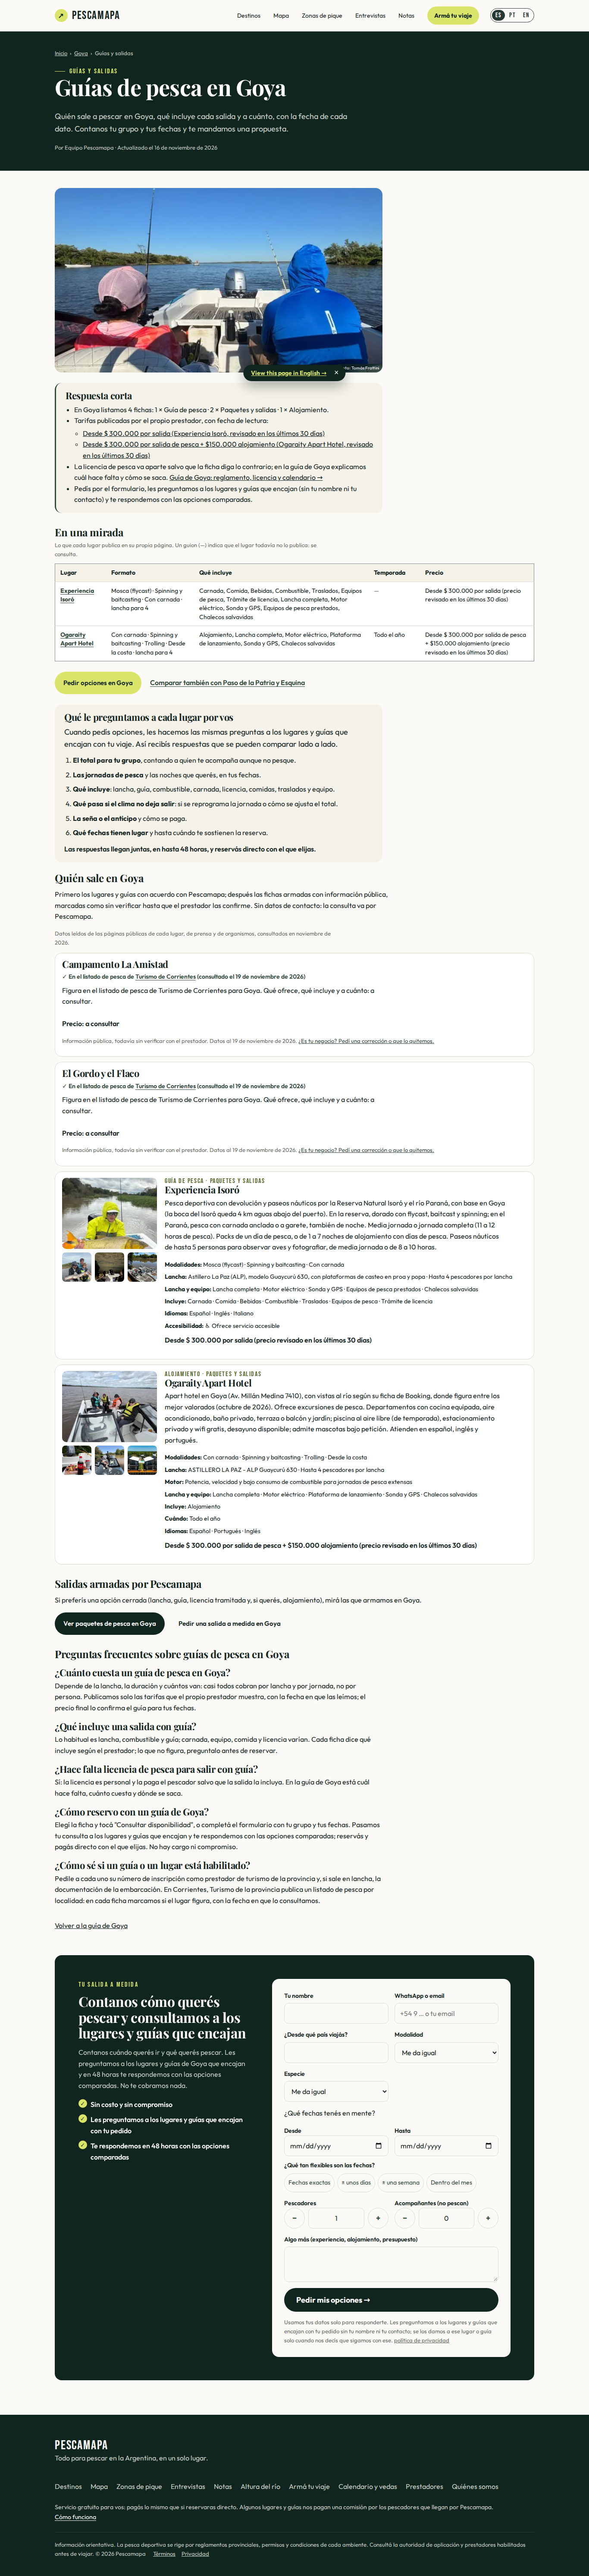 PESCAMAPA
Destinos
Mapa
Zonas de pique
Entrevistas
Notas
Armá tu viaje
ES PT EN
Inicio › Goya › Guías y salidas
GUÍAS Y SALIDAS
Guías de pesca en Goya
Quién sale a pescar en Goya, qué incluye cada salida y a cuánto, con la fecha de cada
dato. Contanos tu grupo y tus fechas y te mandamos una propuesta.
Por Equipo Pescamapa · Actualizado el 16 de noviembre de 2026
Tomás Frattini
View this page in English →
×
Respuesta corta
• En Goya listamos 4 fichas: 1 × Guía de pesca · 2 × Paquetes y salidas · 1 × Alojamiento.
• Tarifas publicadas por el propio prestador, con fecha de lectura:
Desde $ 300.000 por salida (Experiencia Isoró, revisado en los últimos 30 días)
Desde $ 300.000 por salida de pesca + $150.000 alojamiento (Ogaraity Apart Hotel, revisado
en los últimos 30 días)
• La licencia de pesca va aparte salvo que la ficha diga lo contrario; en la guía de Goya explicamos
cuál hace falta y cómo se saca. Guía de Goya: reglamento, licencia y calendario →
• Pedís por el formulario, les preguntamos a los lugares y guías que encajan (sin tu nombre ni tu
contacto) y te respondemos con las opciones comparadas.
En una mirada
Lo que cada lugar publica en su propia página. Un guion (—) indica que el lugar todavía no lo publica: se
consulta.
Lugar Formato Qué incluye Temporada Precio
Experiencia
Isoró
Mosca (flycast) · Spinning y
baitcasting · Con carnada ·
lancha para 4
Carnada, Comida, Bebidas, Combustible, Traslados, Equipos
de pesca, Trámite de licencia, Lancha completa, Motor
eléctrico, Sonda y GPS, Equipos de pesca prestados,
Chalecos salvavidas
—
Desde $ 300.000 por salida (precio
revisado en los últimos 30 días)
Ogaraity
Apart Hotel
Con carnada · Spinning y
baitcasting · Trolling · Desde
la costa · lancha para 4
Alojamiento, Lancha completa, Motor eléctrico, Plataforma
de lanzamiento, Sonda y GPS, Chalecos salvavidas
Todo el año
Desde $ 300.000 por salida de pesca
+ $150.000 alojamiento (precio
revisado en los últimos 30 días)
Pedir opciones en Goya
Comparar también con Paso de la Patria y Esquina
Qué le preguntamos a cada lugar por vos
Cuando pedís opciones, les hacemos las mismas preguntas a los lugares y guías que
encajan con tu viaje. Así recibís respuestas que se pueden comparar lado a lado.
1. El total para tu grupo, contando a quien te acompaña aunque no pesque.
2. Las jornadas de pesca y las noches que querés, en tus fechas.
3. Qué incluye: lancha, guía, combustible, carnada, licencia, comidas, traslados y equipo.
4. Qué pasa si el clima no deja salir: si se reprograma la jornada o cómo se ajusta el total.
5. La seña o el anticipo y cómo se paga.
6. Qué fechas tienen lugar y hasta cuándo te sostienen la reserva.
Las respuestas llegan juntas, en hasta 48 horas, y reservás directo con el que elijas.
Quién sale en Goya
Primero los lugares y guías con acuerdo con Pescamapa; después las fichas armadas con información pública,
marcadas como sin verificar hasta que el prestador las confirme. Sin datos de contacto: la consulta va por
Pescamapa.
Datos leídos de las páginas públicas de cada lugar, de prensa y de organismos, consultados en noviembre de
2026.
Campamento La Amistad
✓ En el listado de pesca de Turismo de Corrientes (consultado el 19 de noviembre de 2026)
Figura en el listado de pesca de Turismo de Corrientes para Goya. Qué ofrece, qué incluye y a cuánto: a
consultar.
Precio: a consultar
Información pública, todavía sin verificar con el prestador. Datos al 19 de noviembre de 2026. ¿Es tu negocio? Pedí una corrección o que lo quitemos.
El Gordo y el Flaco
✓ En el listado de pesca de Turismo de Corrientes (consultado el 19 de noviembre de 2026)
Figura en el listado de pesca de Turismo de Corrientes para Goya. Qué ofrece, qué incluye y a cuánto: a
consultar.
Precio: a consultar
Información pública, todavía sin verificar con el prestador. Datos al 19 de noviembre de 2026. ¿Es tu negocio? Pedí una corrección o que lo quitemos.
GUÍA DE PESCA · PAQUETES Y SALIDAS
Experiencia Isoró
Pesca deportiva con devolución y paseos náuticos por la Reserva Natural Isoró y el río Paraná, con base en Goya
(la boca del Isoró queda 4 km aguas abajo del puerto). En la reserva, dorado con flycast, baitcast y spinning; en el
Paraná, pesca con carnada anclado o a garete, también de noche. Media jornada o jornada completa (11 a 12
horas de pesca). Packs de un día de pesca, o de 1 a 7 noches de alojamiento con días de pesca. Paseos náuticos
de hasta 5 personas para observar aves y fotografiar, de media jornada o de 8 a 10 horas.
Modalidades: Mosca (flycast) · Spinning y baitcasting · Con carnada
Lancha: Astillero La Paz (ALP), modelo Guaycurú 630, con plataformas de casteo en proa y popa · Hasta 4 pescadores por lancha
Lancha y equipo: Lancha completa · Motor eléctrico · Sonda y GPS · Equipos de pesca prestados · Chalecos salvavidas
Incluye: Carnada · Comida · Bebidas · Combustible · Traslados · Equipos de pesca · Trámite de licencia
Idiomas: Español · Inglés · Italiano
Accesibilidad: ♿ Ofrece servicio accesible
Desde $ 300.000 por salida (precio revisado en los últimos 30 días)
ALOJAMIENTO · PAQUETES Y SALIDAS
Ogaraity Apart Hotel
Apart hotel en Goya (Av. Millán Medina 7410), con vistas al río según su ficha de Booking, donde figura entre los
mejor valorados (octubre de 2026). Ofrece excursiones de pesca. Departamentos con cocina equipada, aire
acondicionado, baño privado, terraza o balcón y jardín; piscina al aire libre (de temporada), estacionamiento
privado y wifi gratis, desayuno disponible; admite mascotas bajo petición. Atienden en español, inglés y
portugués.
Modalidades: Con carnada · Spinning y baitcasting · Trolling · Desde la costa
Lancha: ASTILLERO LA PAZ - ALP Guaycurú 630 · Hasta 4 pescadores por lancha
Motor: Potencia, velocidad y bajo consumo de combustible para jornadas de pesca extensas
Lancha y equipo: Lancha completa · Motor eléctrico · Plataforma de lanzamiento · Sonda y GPS · Chalecos salvavidas
Incluye: Alojamiento
Cuándo: Todo el año
Idiomas: Español · Portugués · Inglés
Desde $ 300.000 por salida de pesca + $150.000 alojamiento (precio revisado en los últimos 30 días)
Salidas armadas por Pescamapa
Si preferís una opción cerrada (lancha, guía, licencia tramitada y, si querés, alojamiento), mirá las que armamos en Goya.
Ver paquetes de pesca en Goya
Pedir una salida a medida en Goya
Preguntas frecuentes sobre guías de pesca en Goya
¿Cuánto cuesta un guía de pesca en Goya?
Depende de la lancha, la duración y cuántos van: casi todos cobran por lancha y por jornada, no por
persona. Publicamos solo las tarifas que el propio prestador muestra, con la fecha en que las leímos; el
precio final lo confirma el guía para tus fechas.
¿Qué incluye una salida con guía?
Lo habitual es lancha, combustible y guía; carnada, equipo, comida y licencia varían. Cada ficha dice qué
incluye según el prestador; lo que no figura, preguntalo antes de reservar.
¿Hace falta licencia de pesca para salir con guía?
Sí: la licencia es personal y la paga el pescador salvo que la salida la incluya. En la guía de Goya está cuál
hace falta, cuánto cuesta y dónde se saca.
¿Cómo reservo con un guía de Goya?
Elegí la ficha y tocá "Consultar disponibilidad", o completá el formulario con tu grupo y tus fechas. Pasamos
tu consulta a los lugares y guías que encajan y te respondemos con las opciones comparadas; reservás y
pagás directo con el que elijas. No hay cargo ni compromiso.
¿Cómo sé si un guía o un lugar está habilitado?
Pedile a cada uno su número de inscripción como prestador de turismo de la provincia y, si sale en lancha, la
documentación de la embarcación. En Corrientes, Turismo de la provincia publica un listado de pesca por
localidad: en cada ficha marcamos si el lugar figura, con la fecha en que lo consultamos.
Volver a la guía de Goya
TU SALIDA A MEDIDA
Contanos cómo querés
pescar y consultamos a los
lugares y guías que encajan
Contanos cuándo querés ir y qué querés pescar. Les
preguntamos a los lugares y guías de Goya que encajan
y en 48 horas te respondemos con las opciones
comparadas. No te cobramos nada.
✓ Sin costo y sin compromiso
✓ Les preguntamos a los lugares y guías que encajan
con tu pedido
✓ Te respondemos en 48 horas con las opciones
comparadas
Tu nombre
WhatsApp o email
+54 9 … o tu email
¿Desde qué país viajás?
Modalidad
Me da igual
Especie
Me da igual
¿Qué fechas tenés en mente?
Desde
Hasta
mm/dd/yyyy
mm/dd/yyyy
¿Qué tan flexibles son las fechas?
Fechas exactas
± unos días
± una semana
Dentro del mes
Pescadores
Acompañantes (no pescan)
− 1 +
− 0 +
Algo más (experiencia, alojamiento, presupuesto)
Pedir mis opciones →
Usamos tus datos solo para responderte. Les preguntamos a los lugares y guías que
encajan con tu pedido sin tu nombre ni tu contacto; se los damos a ese lugar o guía
solo cuando nos decís que sigamos con ese. política de privacidad
PESCAMAPA
Todo para pescar en la Argentina, en un solo lugar.
Destinos
Mapa
Zonas de pique
Entrevistas
Notas
Altura del río
Armá tu viaje
Calendario y vedas
Prestadores
Quiénes somos
Servicio gratuito para vos: pagás lo mismo que si reservaras directo. Algunos lugares y guías nos pagan una comisión por los pescadores que llegan por Pescamapa.
Cómo funciona
Información orientativa. La pesca deportiva se rige por reglamentos provinciales, permisos y condiciones de cada ambiente. Consultá la autoridad de aplicación y prestadores habilitados
antes de viajar. © 2026 Pescamapa Términos Privacidad